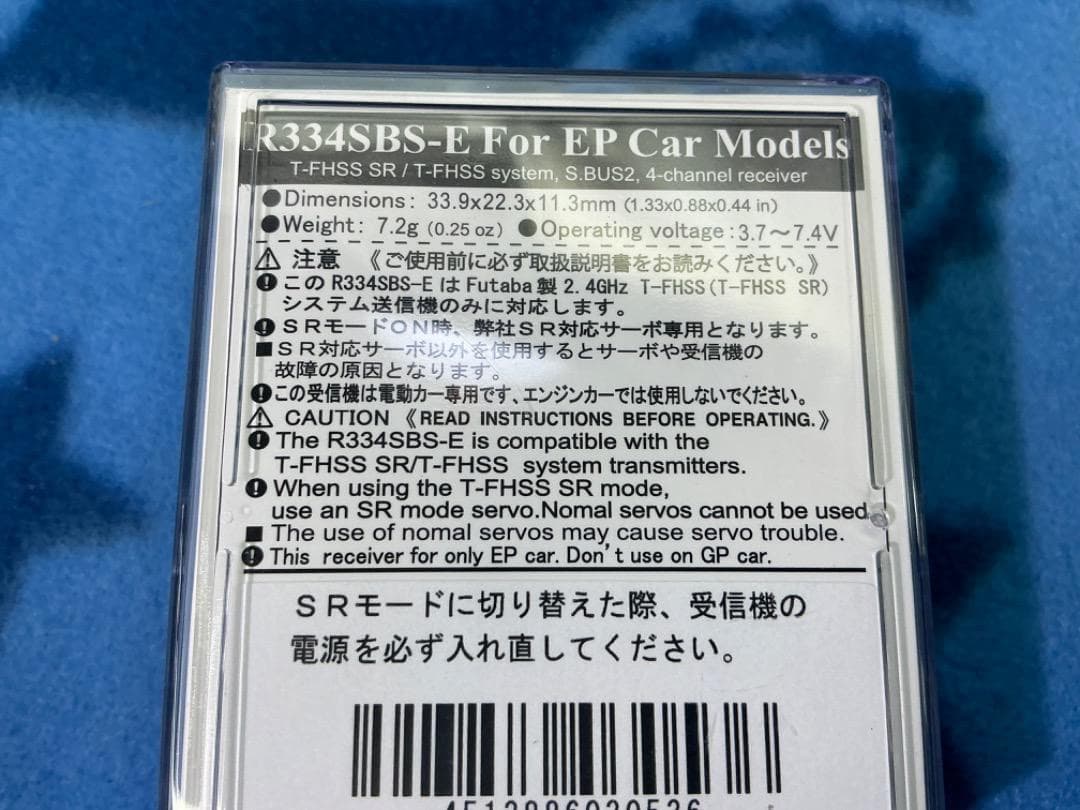 R334SBS-E For EP Car Models
T-FHSS SR / T-FHSS system, S.BUS2, 4-channel receiver
●Dimensions: 33.9x22.3x11.3mm (1.33x0.88x0.44 in)
●Weight: 7.2g (0.25 oz) ●Operating voltage:3.7～7.4V
⚠ 注意 《ご使用前に必ず取扱説明書をお読みください。》
❗この R334SBS-E は Futaba 製 2.4GHz T-FHSS(T-FHSS SR)
システム送信機のみに対応します。
❗SRモードON時、弊社SR対応サーボ専用となります。
■SR対応サーボ以外を使用するとサーボや受信機の
故障の原因となります。
❗この受信機は電動カー専用です、エンジンカーでは使用しないでください。
⚠ CAUTION 《READ INSTRUCTIONS BEFORE OPERATING.》
❗The R334SBS-E is compatible with the
T-FHSS SR/T-FHSS system transmitters.
❗When using the T-FHSS SR mode,
use an SR mode servo.Nomal servos cannot be used
■ The use of nomal servos may cause servo trouble.
❗This receiver for only EP car. Don't use on GP car.
SRモードに切り替えた際、受信機の
電源を必ず入れ直してください。